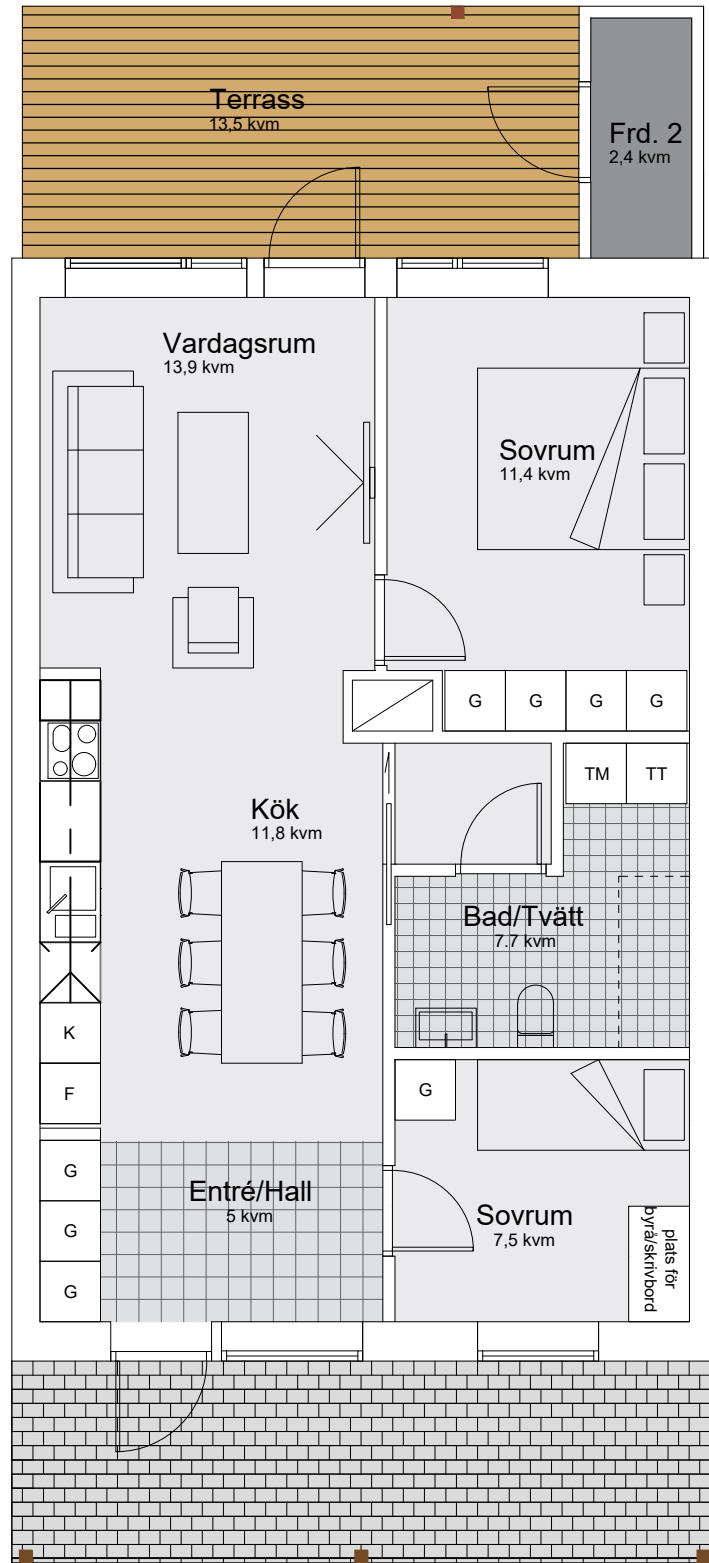 Terrass
13,5 kvm
Frd. 2
2,4 kvm
Vardagsrum
13,9 kvm
Sovrum
11,4 kvm
G G G G
TM TT
Kök
11,8 kvm
Bad/Tvätt
7.7 kvm
K
F
G
G
Entré/Hall
5 kvm
Sovrum
7,5 kvm
plats för
byrå/skrivbord
G
G